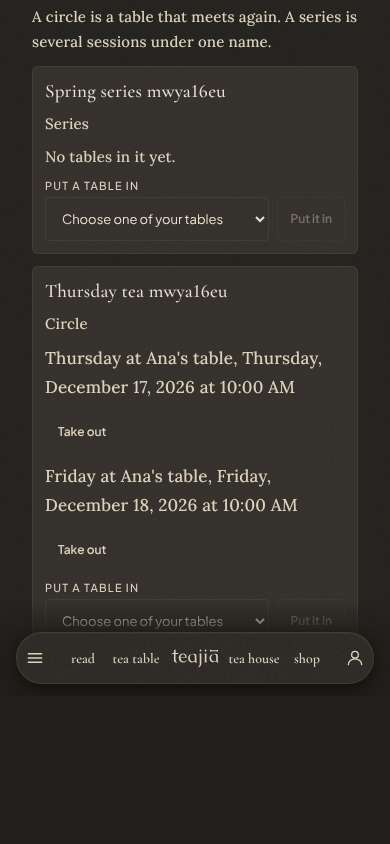 A circle is a table that meets again. A series is
several sessions under one name.
Spring series mwya16eu
Series
No tables in it yet.
PUT A TABLE IN
Choose one of your tables
Put it in
Thursday tea mwya16eu
Circle
Thursday at Ana's table, Thursday,
December 17, 2026 at 10:00 AM
Take out
Friday at Ana's table, Friday,
December 18, 2026 at 10:00 AM
Take out
PUT A TABLE IN
Choose one of your tables
Put it in
read
tea table
teajiā
tea house
shop